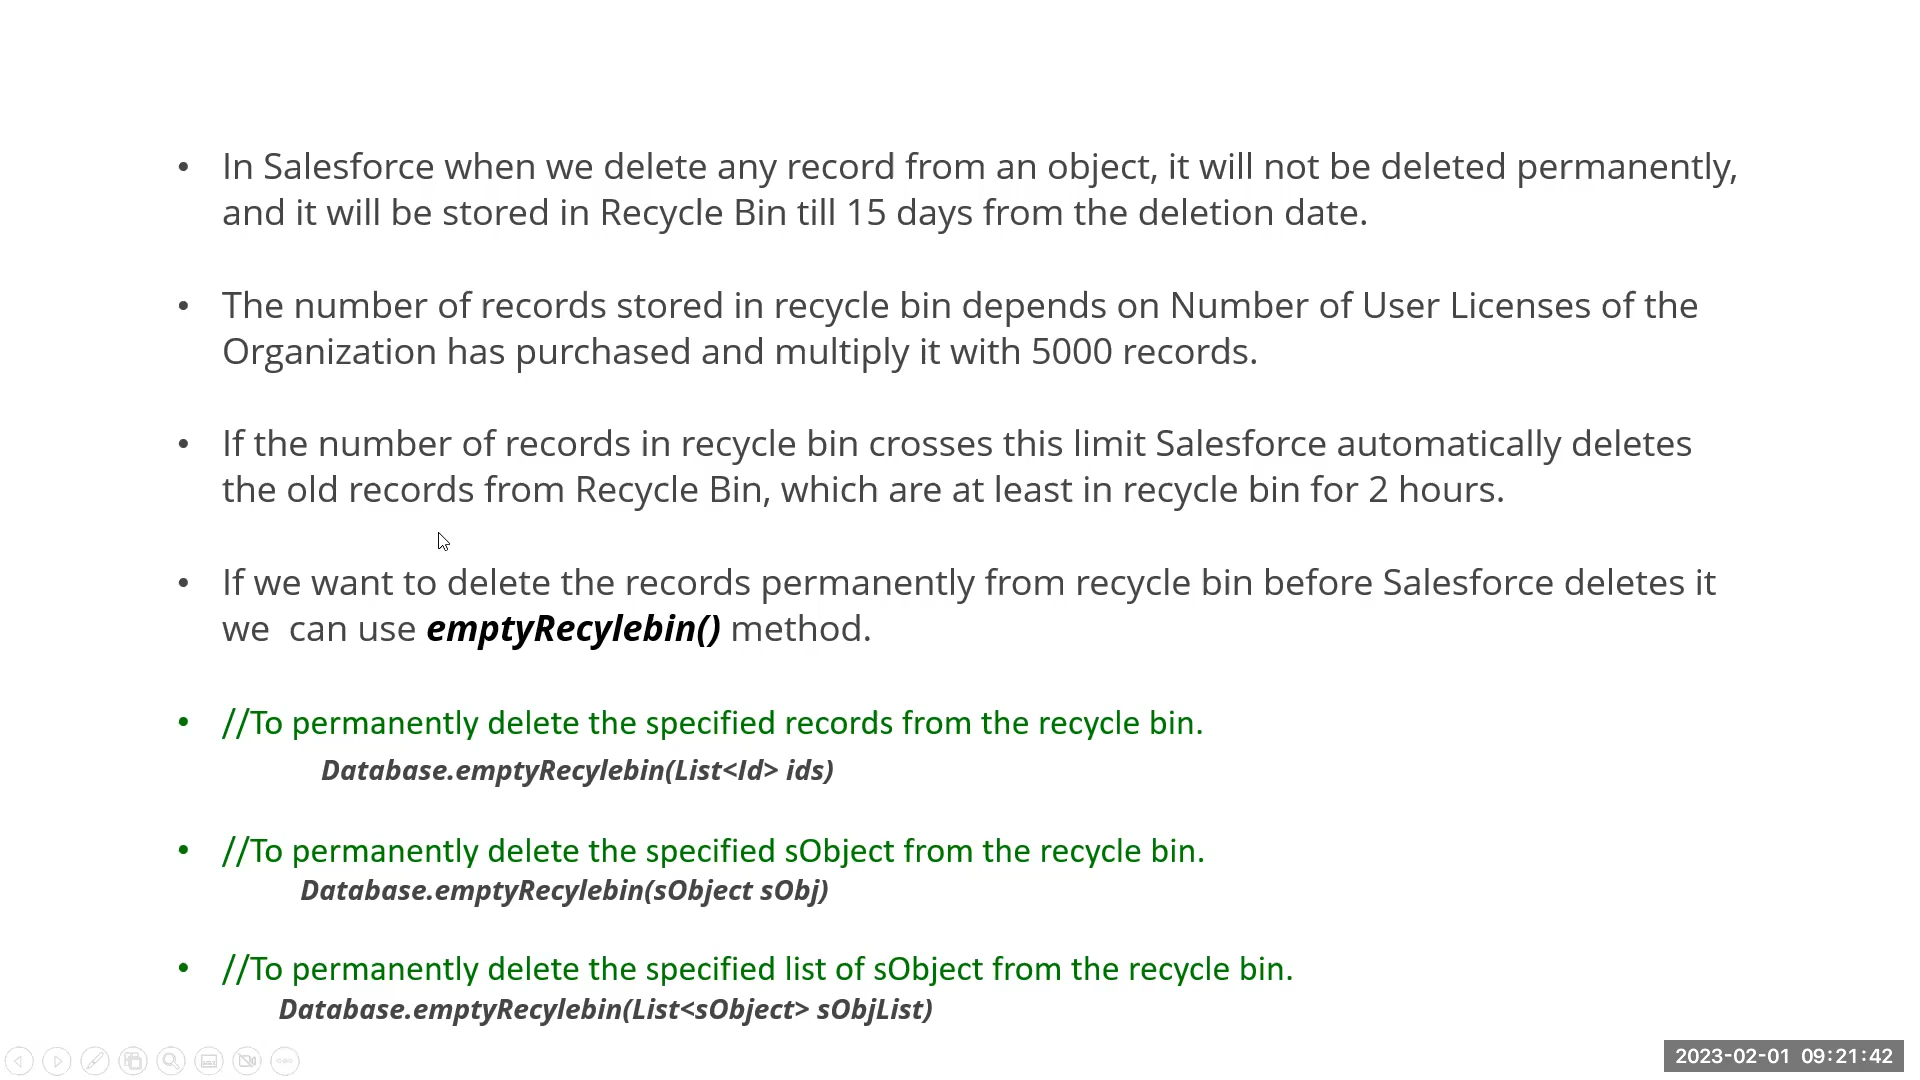 • In Salesforce when we delete any record from an object, it will not be deleted permanently,
and it will be stored in Recycle Bin till 15 days from the deletion date.
• The number of records stored in recycle bin depends on Number of User Licenses of the
Organization has purchased and multiply it with 5000 records.
• If the number of records in recycle bin crosses this limit Salesforce automatically deletes
the old records from Recycle Bin, which are at least in recycle bin for 2 hours.
• If we want to delete the records permanently from recycle bin before Salesforce deletes it
we  can use emptyRecylebin() method.
• //To permanently delete the specified records from the recycle bin.
Database.emptyRecylebin(List<Id> ids)
• //To permanently delete the specified sObject from the recycle bin.
Database.emptyRecylebin(sObject sObj)
• //To permanently delete the specified list of sObject from the recycle bin.
Database.emptyRecylebin(List<sObject> sObjList)
2023-02-01 09:21:42